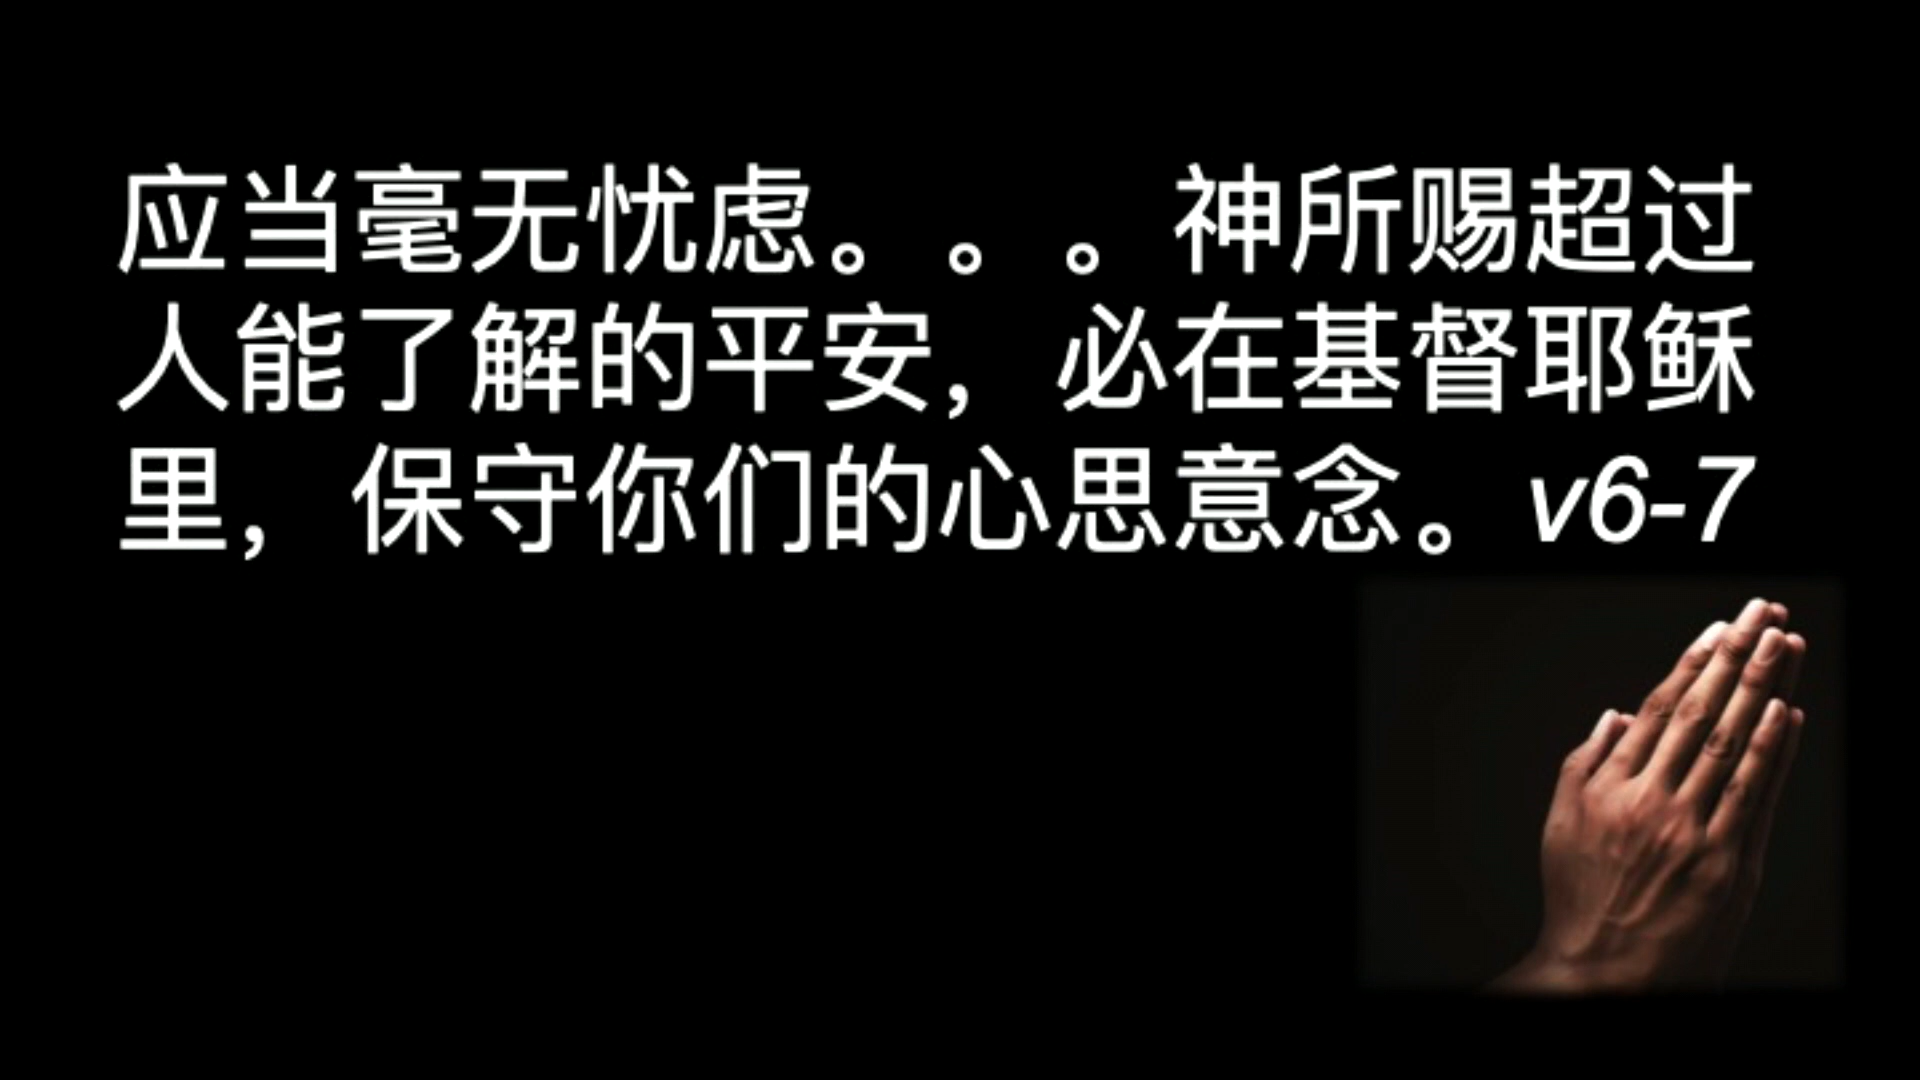 应当毫无忧虑。。。神所赐超过
人能了解的平安，必在基督耶稣
里，保守你们的心思意念。v6-7